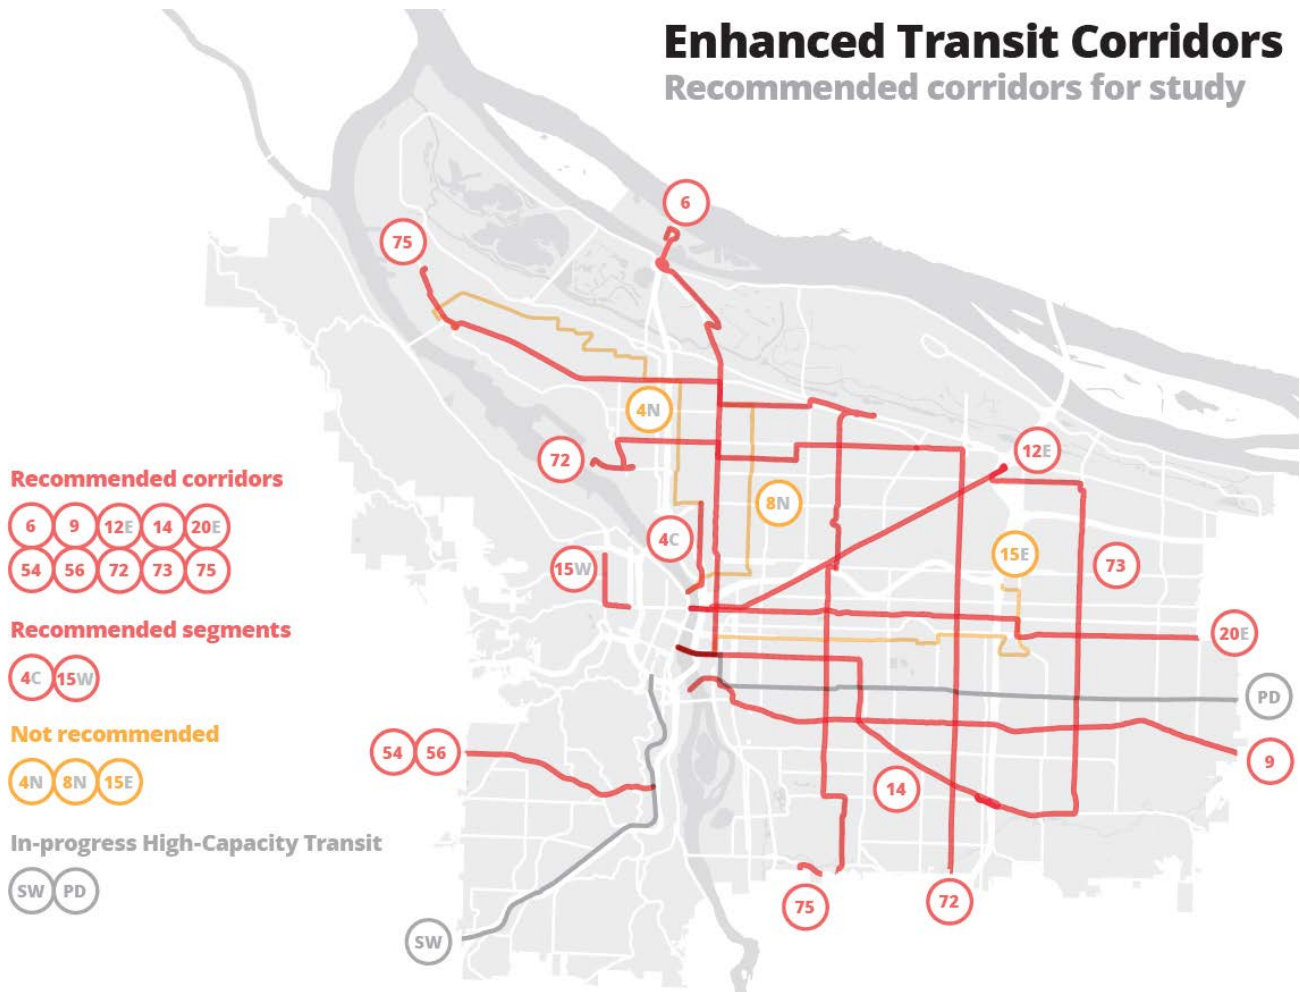 Enhanced Transit Corridors
Recommended corridors for study
6
75
4N
72
12E
8N
4C
15W
15E
73
20E
PD
54 56
9
14
75
72
SW
Recommended corridors
6 9 12E 14 20E
54 56 72 73 75
Recommended segments
4C 15W
Not recommended
4N 8N 15E
In-progress High-Capacity Transit
SW PD